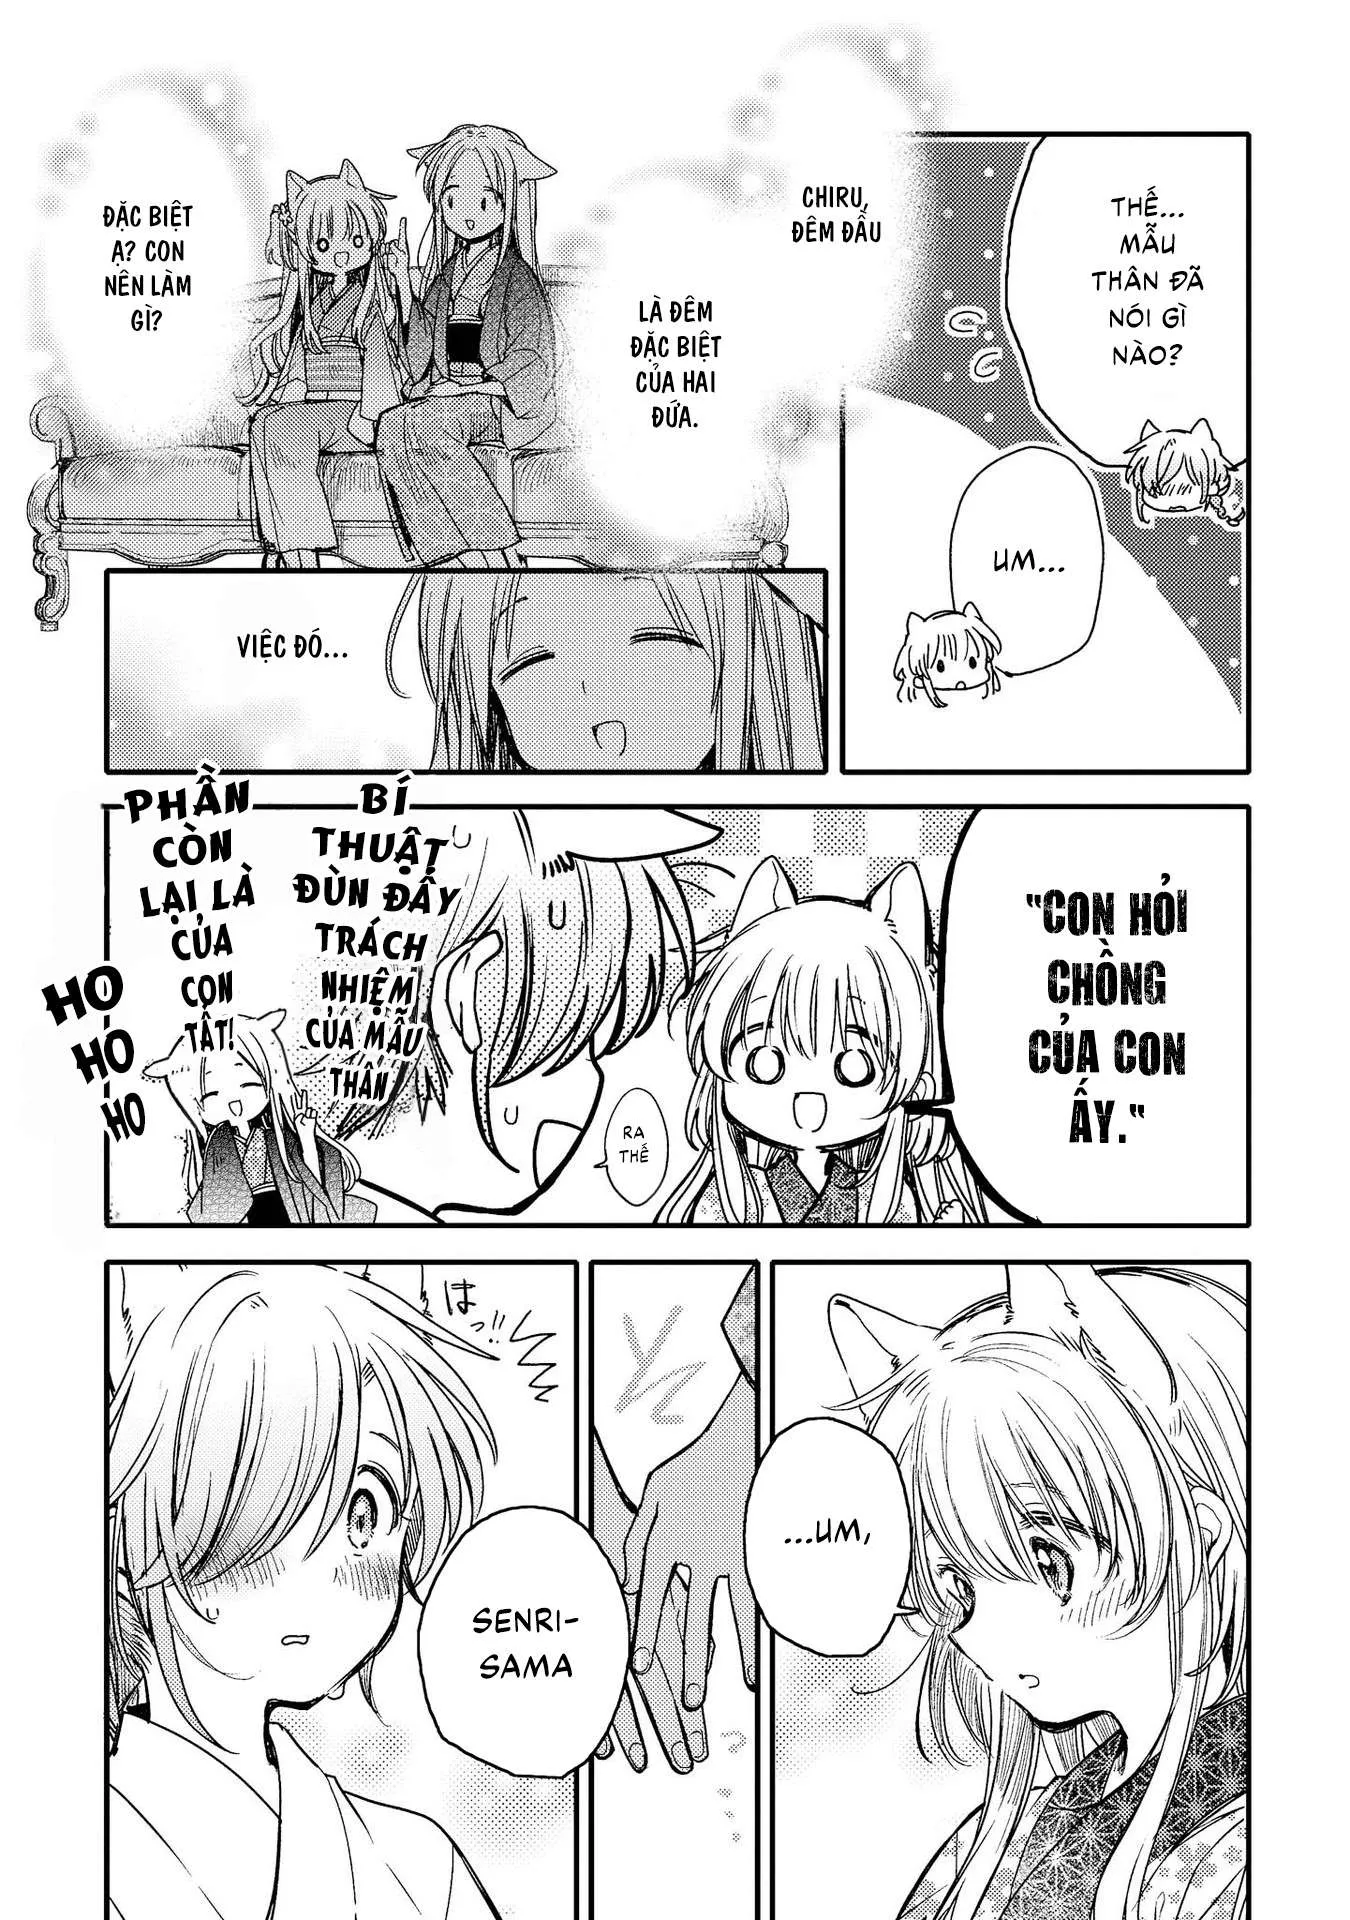 THẾ...
MẪU
THÂN ĐÃ
NÓI GÌ
NÀO?
UM...
CHIRU,
ĐÊM ĐẦU
LÀ ĐÊM
ĐẶC BIỆT
CỦA HAI
ĐỨA.
ĐẶC BIỆT
Ạ? CON
NÊN LÀM
GÌ?
VIỆC ĐÓ...
"CON HỎI
CHỒNG
CỦA CON
ẤY."
RA
THẾ
BÍ
THUẬT
ĐÙN ĐẨY
TRÁCH
NHIỆM
CỦA MẪU
THÂN
PHẦN
CÒN
LẠI LÀ
CỦA
CON
TẤT!
HO
HÓ
HO
...UM,
SENRI-
SAMA
はっ!!